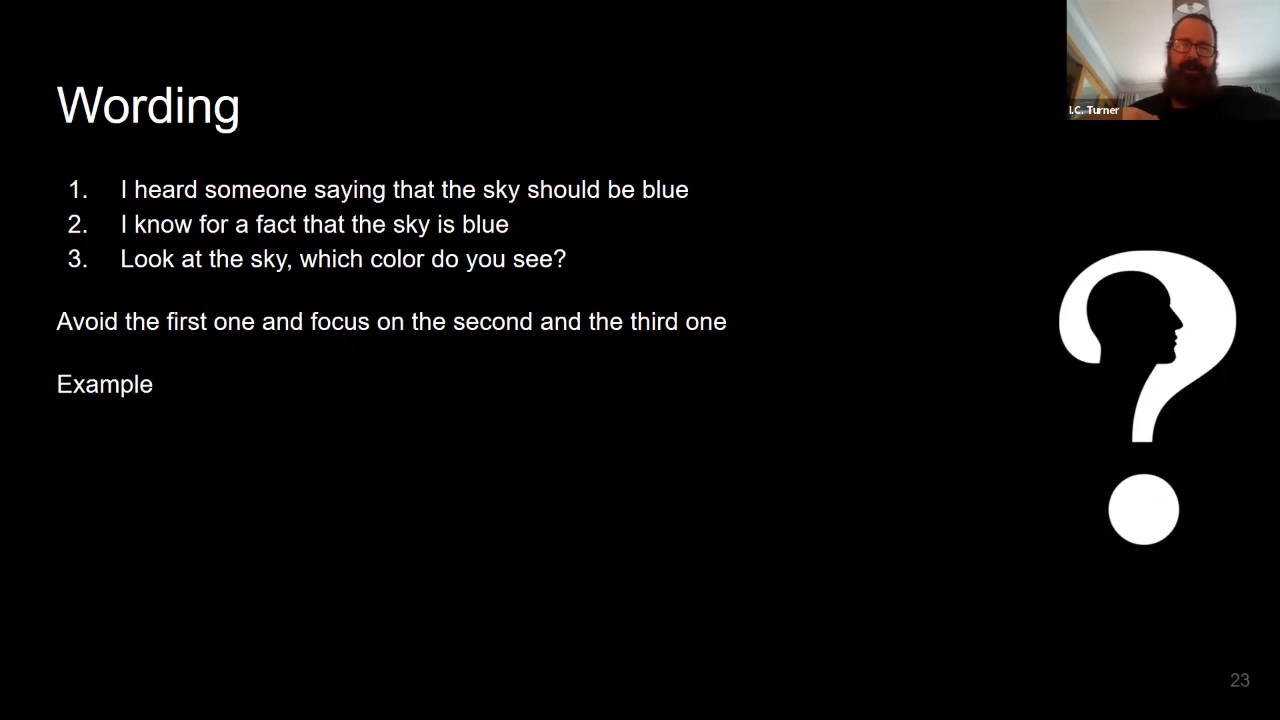 Wording
1. I heard someone saying that the sky should be blue
2. I know for a fact that the sky is blue
3. Look at the sky, which color do you see?
Avoid the first one and focus on the second and the third one
Example
I.C. Turner
23